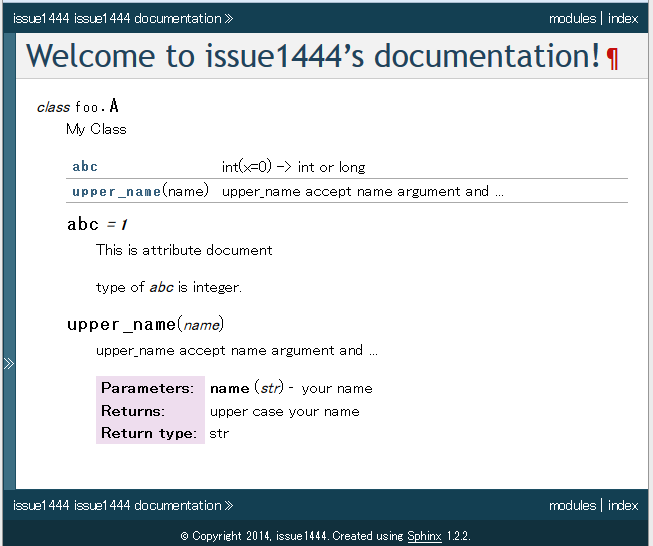 issue1444 issue1444 documentation »
modules | index
Welcome to issue1444's documentation! ¶
class foo.A
My Class
abc int(x=0) -> int or long
upper_name(name) upper_name accept name argument and ...
abc = 1
This is attribute document
type of abc is integer.
upper_name(name)
upper_name accept name argument and ...
Parameters: name (str) - your name
Returns: upper case your name
Return type: str
»
issue1444 issue1444 documentation »
modules | index
© Copyright 2014, issue1444. Created using Sphinx 1.2.2.